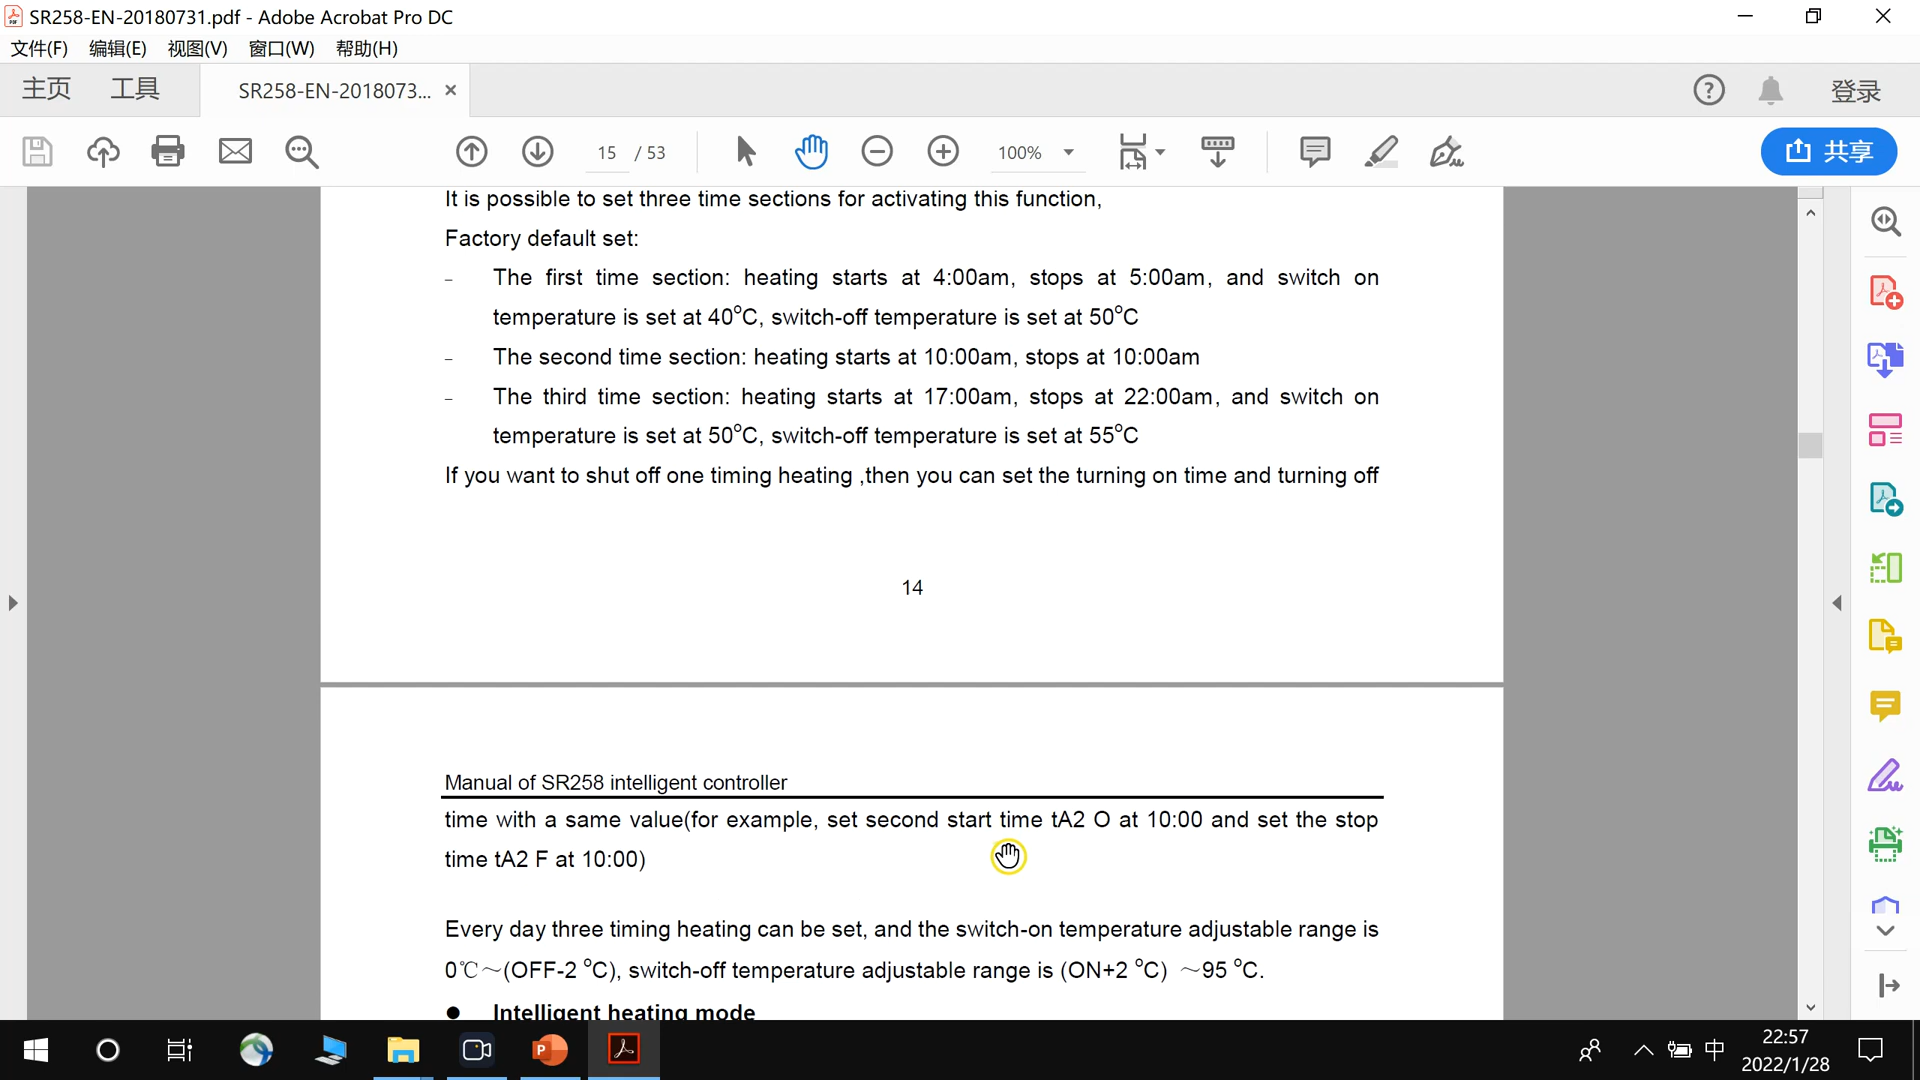 SR258-EN-20180731.pdf - Adobe Acrobat Pro DC
文件(F) 编辑(E) 视图(V) 窗口(W) 帮助(H)
主页 工具 SR258-EN-2018073... × 登录
15 / 53 100% 共享
It is possible to set three time sections for activating this function,
Factory default set:
– The first time section: heating starts at 4:00am, stops at 5:00am, and switch on
temperature is set at 40°C, switch-off temperature is set at 50°C
– The second time section: heating starts at 10:00am, stops at 10:00am
– The third time section: heating starts at 17:00am, stops at 22:00am, and switch on
temperature is set at 50°C, switch-off temperature is set at 55°C
If you want to shut off one timing heating ,then you can set the turning on time and turning off
14
Manual of SR258 intelligent controller
time with a same value(for example, set second start time tA2 O at 10:00 and set the stop
time tA2 F at 10:00)
Every day three timing heating can be set, and the switch-on temperature adjustable range is
0℃～(OFF-2 °C), switch-off temperature adjustable range is (ON+2 °C) ～95 °C.
● Intelligent heating mode
中 22:57
2022/1/28